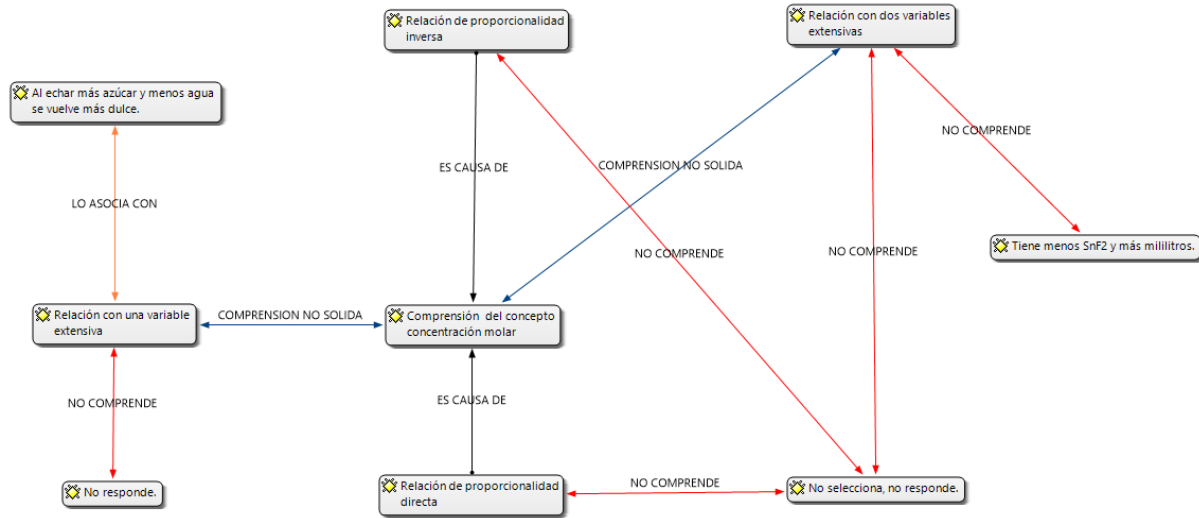 Relación de proporcionalidad
inversa
Relación con dos variables
extensivas
Al echar más azúcar y menos agua
se vuelve más dulce.
NO COMPRENDE
ES CAUSA DE
COMPRENSION NO SOLIDA
LO ASOCIA CON
NO COMPRENDE
NO COMPRENDE
Tiene menos SnF2 y más mililitros.
Relación con una variable
extensiva
COMPRENSION NO SOLIDA
Comprensión  del concepto
concentración molar
NO COMPRENDE
ES CAUSA DE
No responde.
Relación de proporcionalidad
directa
NO COMPRENDE
No selecciona, no responde.